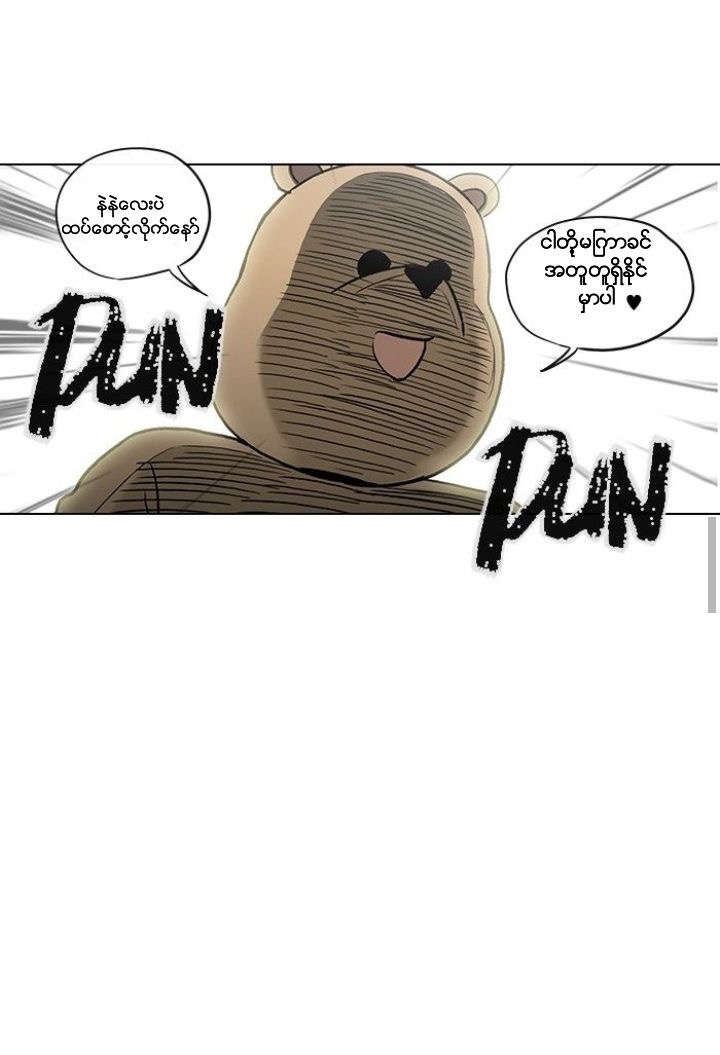 နဲနဲလေးပဲ
ထပ်စောင့်လိုက်နော်
ငါတို့မကြာခင်
အတူတူရှိနိုင်
မှာပါ ♥
DUN
DUN